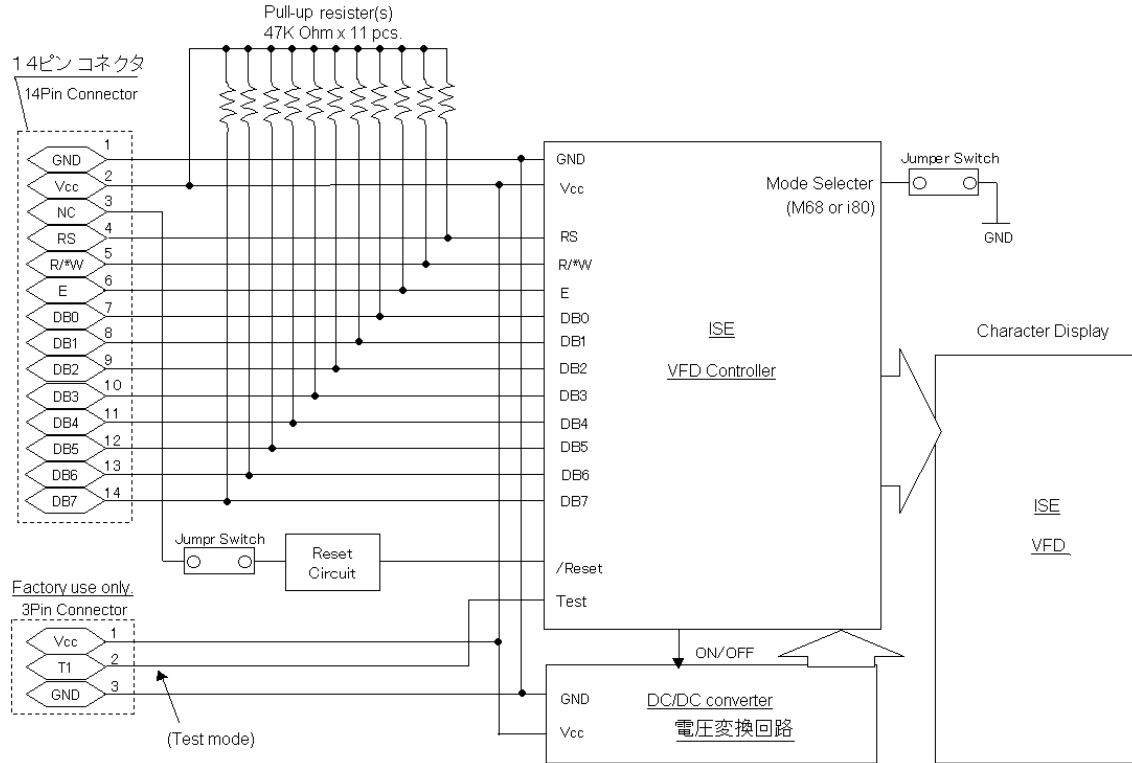 Pull-up resister(s)
47K Ohm x 11 pcs.
14ピン コネクタ
14Pin Connector
GND 1
Vcc 2
NC 3
RS 4
R/*W 5
E 6
DB0 7
DB1 8
DB2 9
DB3 10
DB4 11
DB5 12
DB6 13
DB7 14
GND
Vcc
RS
R/*W
E
DB0
DB1
DB2
DB3
DB4
DB5
DB6
DB7
/Reset
Test
Mode Selecter
(M68 or i80)
Jumper Switch
GND
ISE
VFD Controller
Character Display
ISE
VFD
Jumpr Switch
Reset
Circuit
Factory use only.
3Pin Connector
Vcc 1
T1 2
GND 3
(Test mode)
ON/OFF
GND
Vcc
DC/DC converter
電圧変換回路